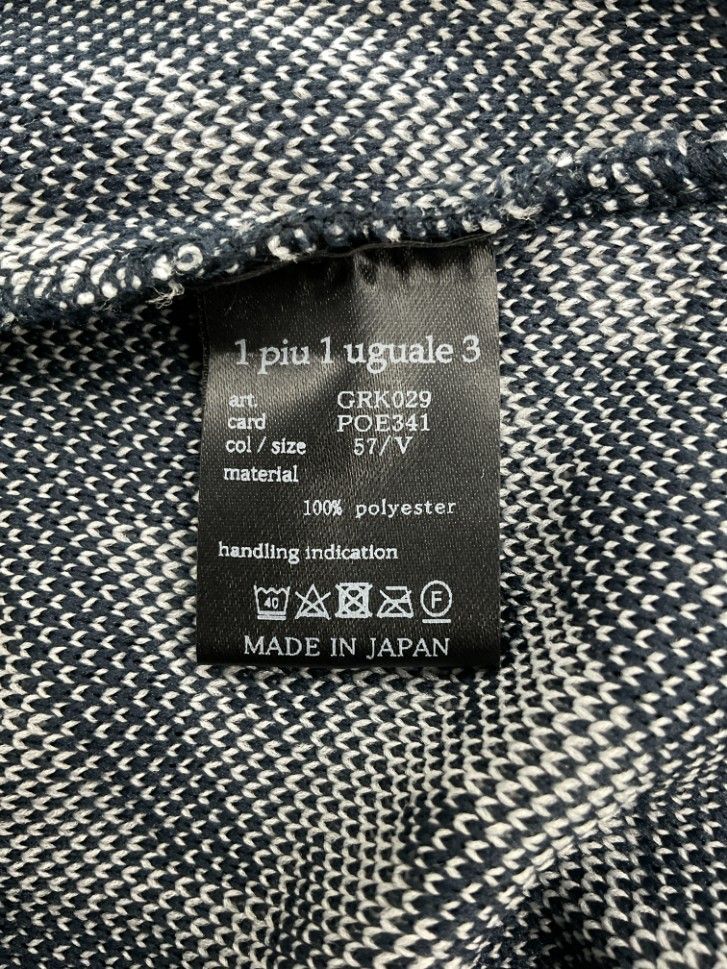 1 piu 1 uguale 3
art. GRK029
card POE341
col / size 57/V
material
100% polyester
handling indication
40 F
MADE IN JAPAN